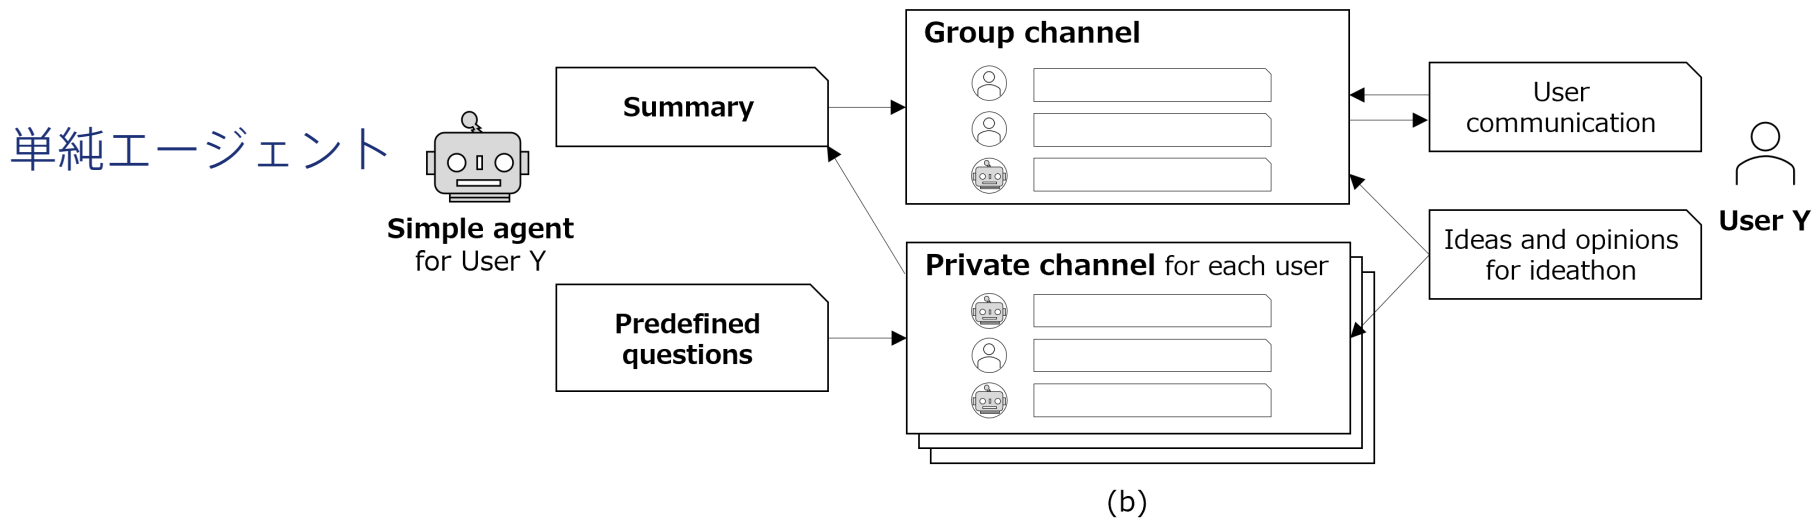 単純エージェント
Simple agent
for User Y
Summary
Predefined
questions
Group channel
Private channel for each user
User
communication
Ideas and opinions
for ideathon
User Y
(b)